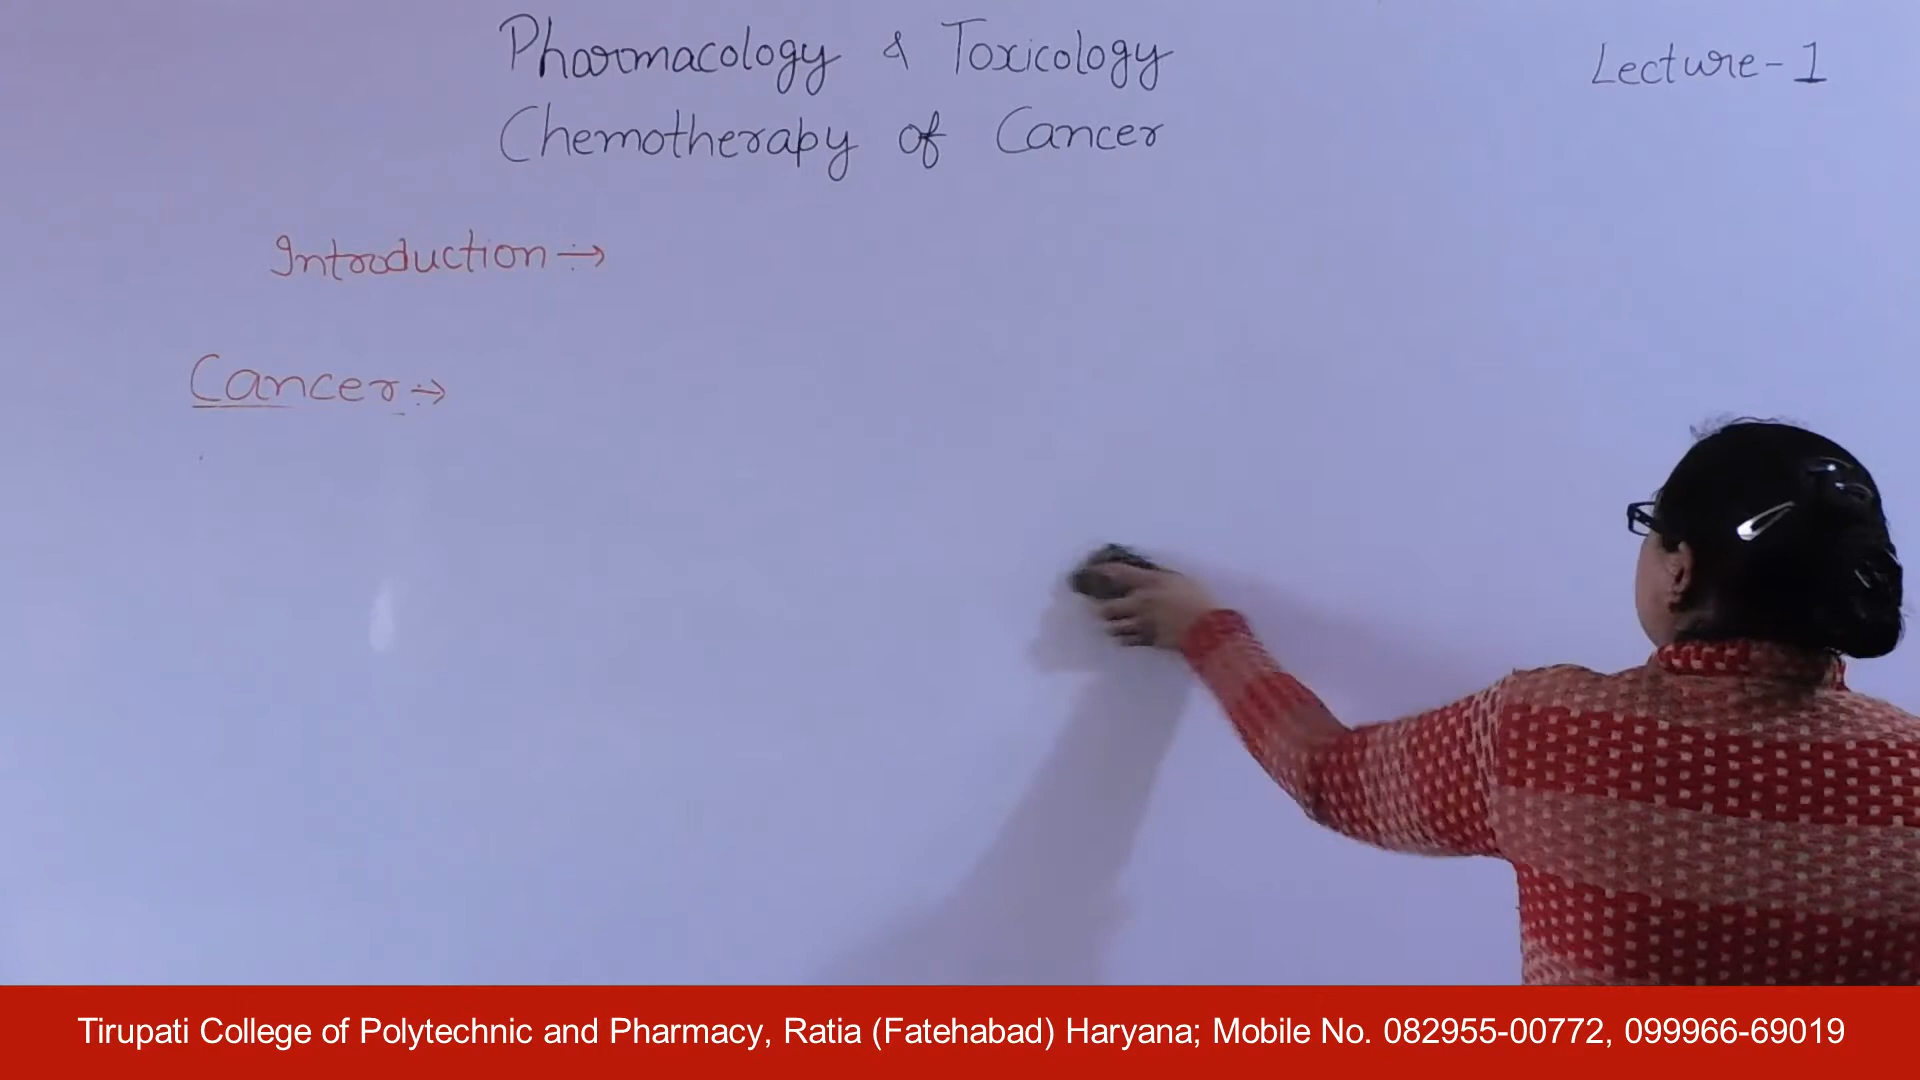 Pharmacology & Toxicology
Lecture-1
Chemotherapy of Cancer
Introduction →
Cancer →
Tirupati College of Polytechnic and Pharmacy, Ratia (Fatehabad) Haryana; Mobile No. 082955-00772, 099966-69019